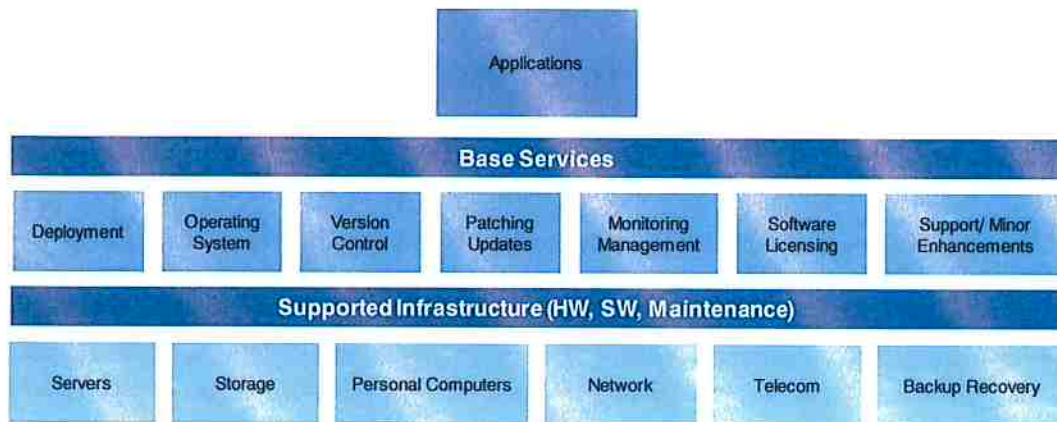 Applications
Base Services
Deployment
Operating
System
Version
Control
Patching
Updates
Monitoring
Management
Software
Licensing
Support/ Minor
Enhancements
Supported Infrastructure (HW, SW, Maintenance)
Servers
Storage
Personal Computers
Network
Telecom
Backup Recovery